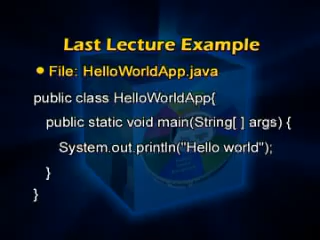 Last Lecture Example
File: HelloWorldApp.java
public class HelloWorldApp{
public static void main(String[ ] args) {
System.out.println("Hello world");
}
}